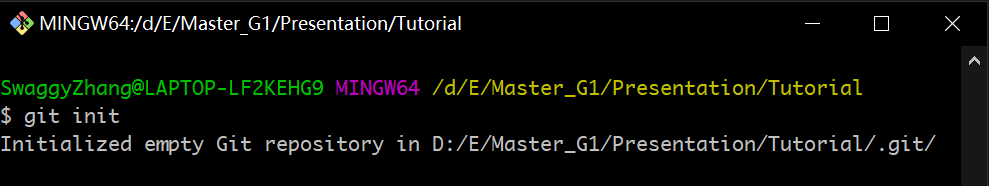 MINGW64:/d/E/Master_G1/Presentation/Tutorial
SwaggyZhang@LAPTOP-LF2KEHG9 MINGW64 /d/E/Master_G1/Presentation/Tutorial
$ git init
Initialized empty Git repository in D:/E/Master_G1/Presentation/Tutorial/.git/